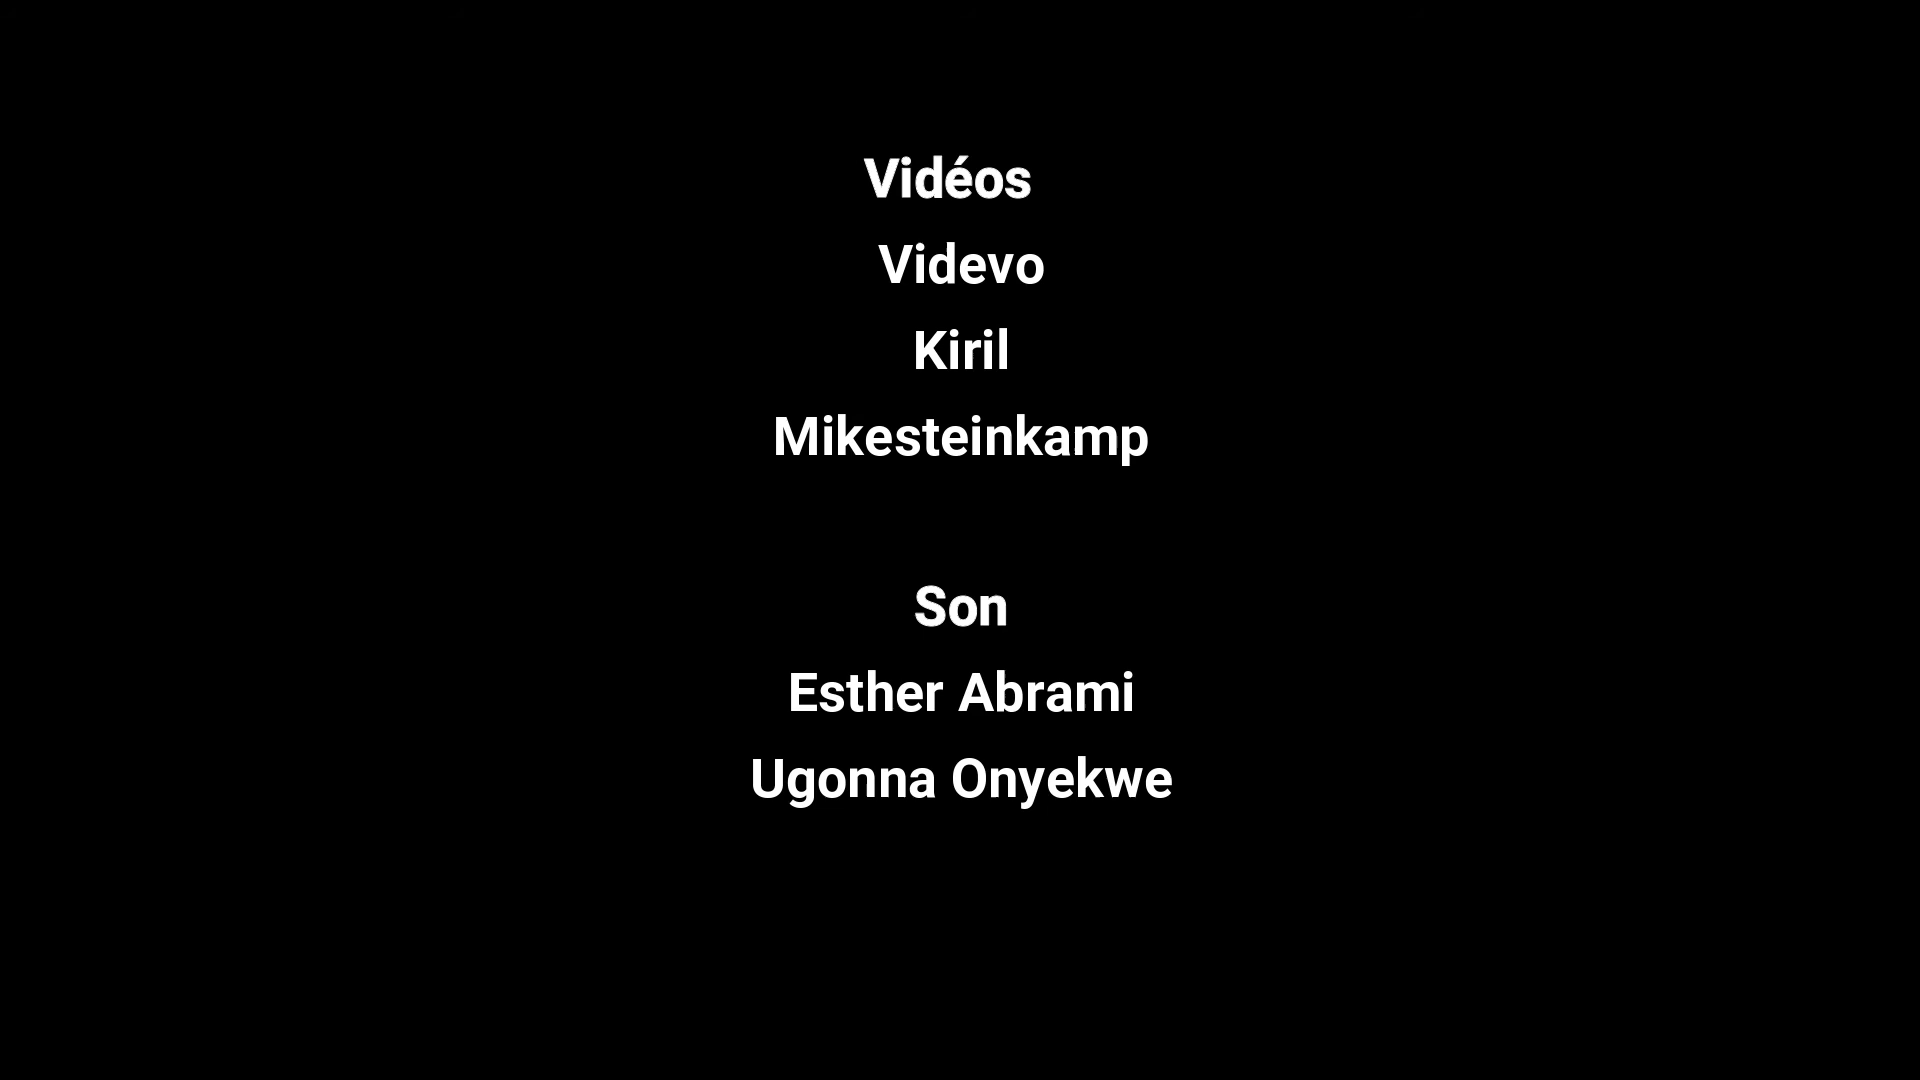 Vidéos
Videvo
Kiril
Mikesteinkamp
Son
Esther Abrami
Ugonna Onyekwe